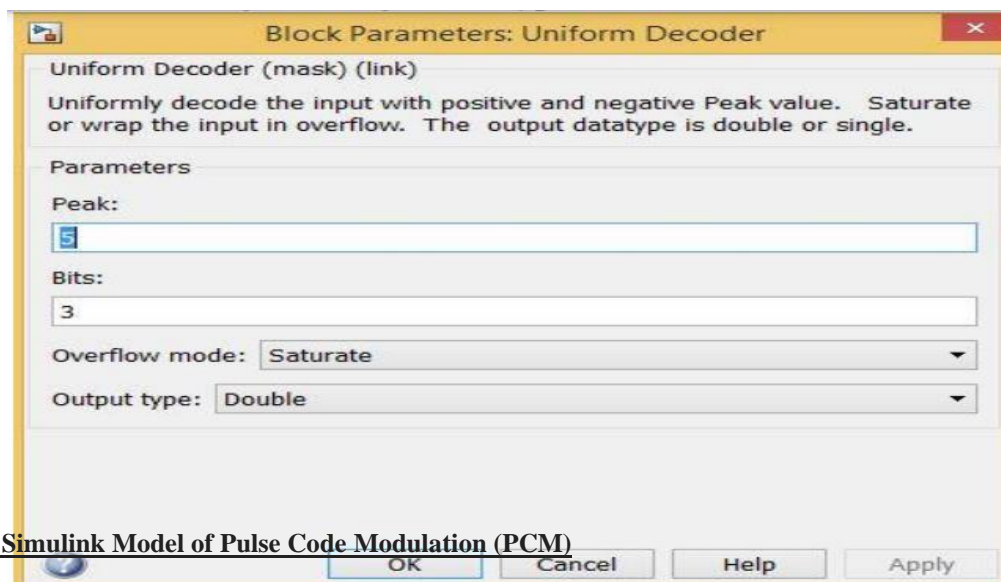 Block Parameters: Uniform Decoder
Uniform Decoder (mask) (link)
Uniformly decode the input with positive and negative Peak value. Saturate
or wrap the input in overflow. The output datatype is double or single.
Parameters
Peak:
5
Bits:
3
Overflow mode: Saturate
Output type: Double
Simulink Model of Pulse Code Modulation (PCM)
OK Cancel Help Apply